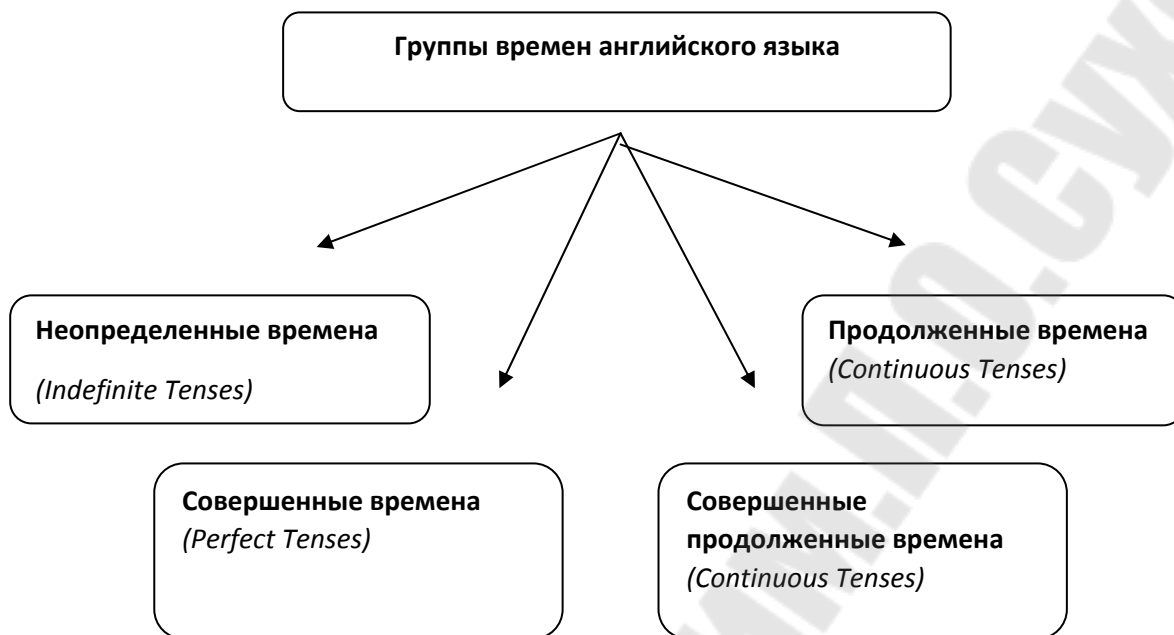 Группы времен английского языка
Неопределенные времена
(Indefinite Tenses)
Продолженные времена
(Continuous Tenses)
Совершенные времена
(Perfect Tenses)
Совершенные
продолженные времена
(Continuous Tenses)